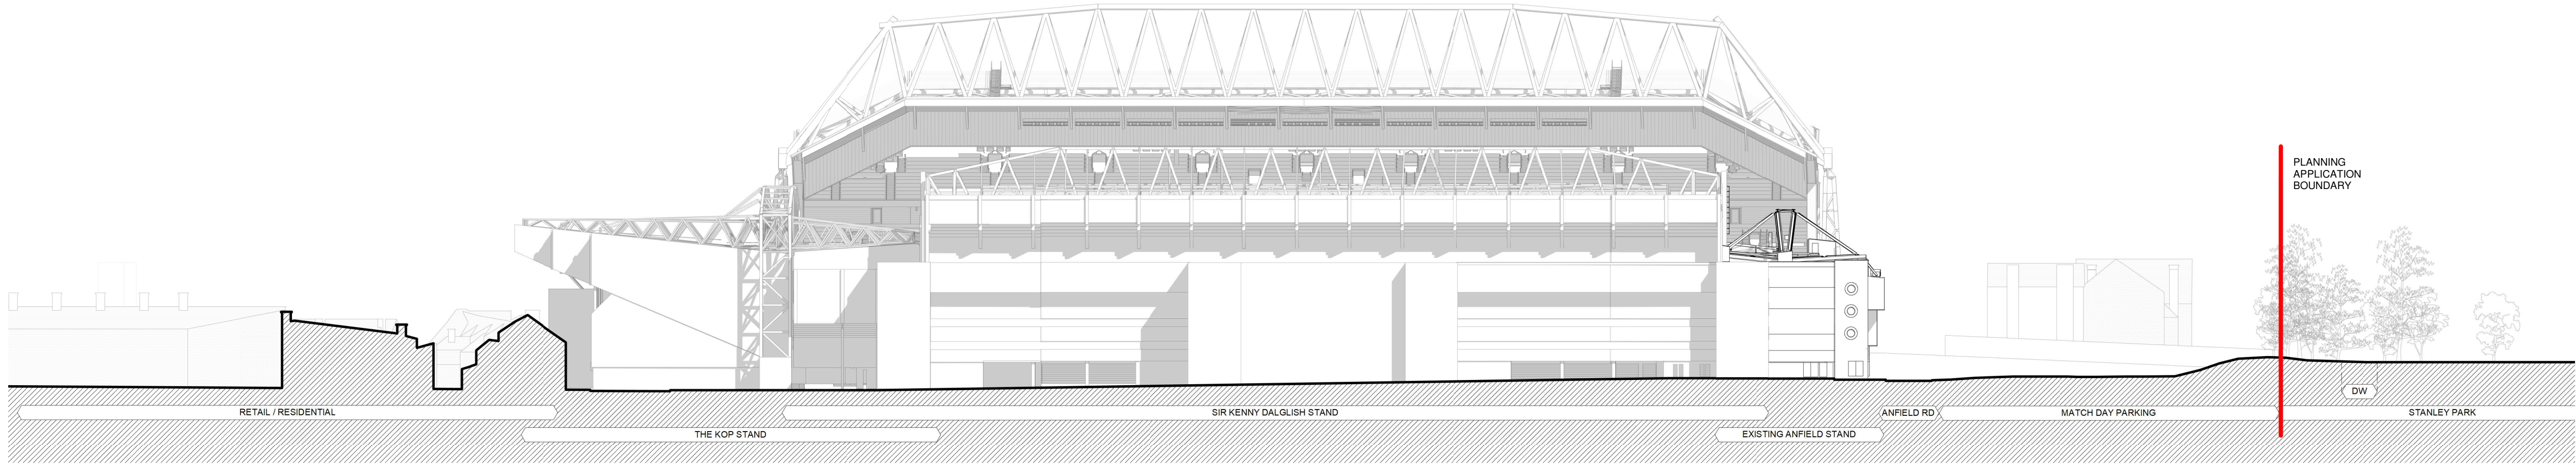 PLANNING
APPLICATION
BOUNDARY
DW
RETAIL / RESIDENTIAL
SIR KENNY DALGLISH STAND
ANFIELD RD
MATCH DAY PARKING
STANLEY PARK
THE KOP STAND
EXISTING ANFIELD STAND